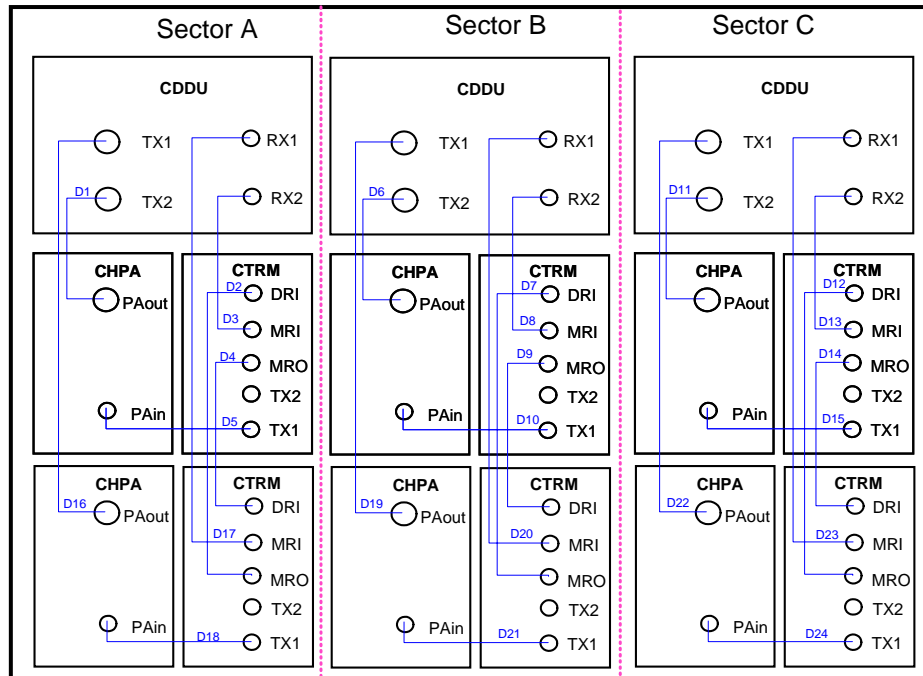 Sector A
Sector B
Sector C
CDDU
CDDU
CDDU
TX1
RX1
TX1
RX1
TX1
RX1
D1
TX2
RX2
D6
TX2
RX2
D11
TX2
RX2
CHPA
CTRM
CHPA
CTRM
CHPA
CTRM
PAout
D2
DRI
PAout
D7
DRI
PAout
D12
DRI
D3
MRI
D8
MRI
D13
MRI
D4
MRO
D9
MRO
D14
MRO
TX2
TX2
TX2
PAin
D5
TX1
PAin
D10
TX1
PAin
D15
TX1
CHPA
CTRM
CHPA
CTRM
CHPA
CTRM
D16
PAout
DRI
D19
PAout
DRI
D22
PAout
DRI
D17
MRI
D20
MRI
D23
MRI
MRO
MRO
MRO
TX2
TX2
TX2
PAin
D18
TX1
PAin
D21
TX1
PAin
D24
TX1